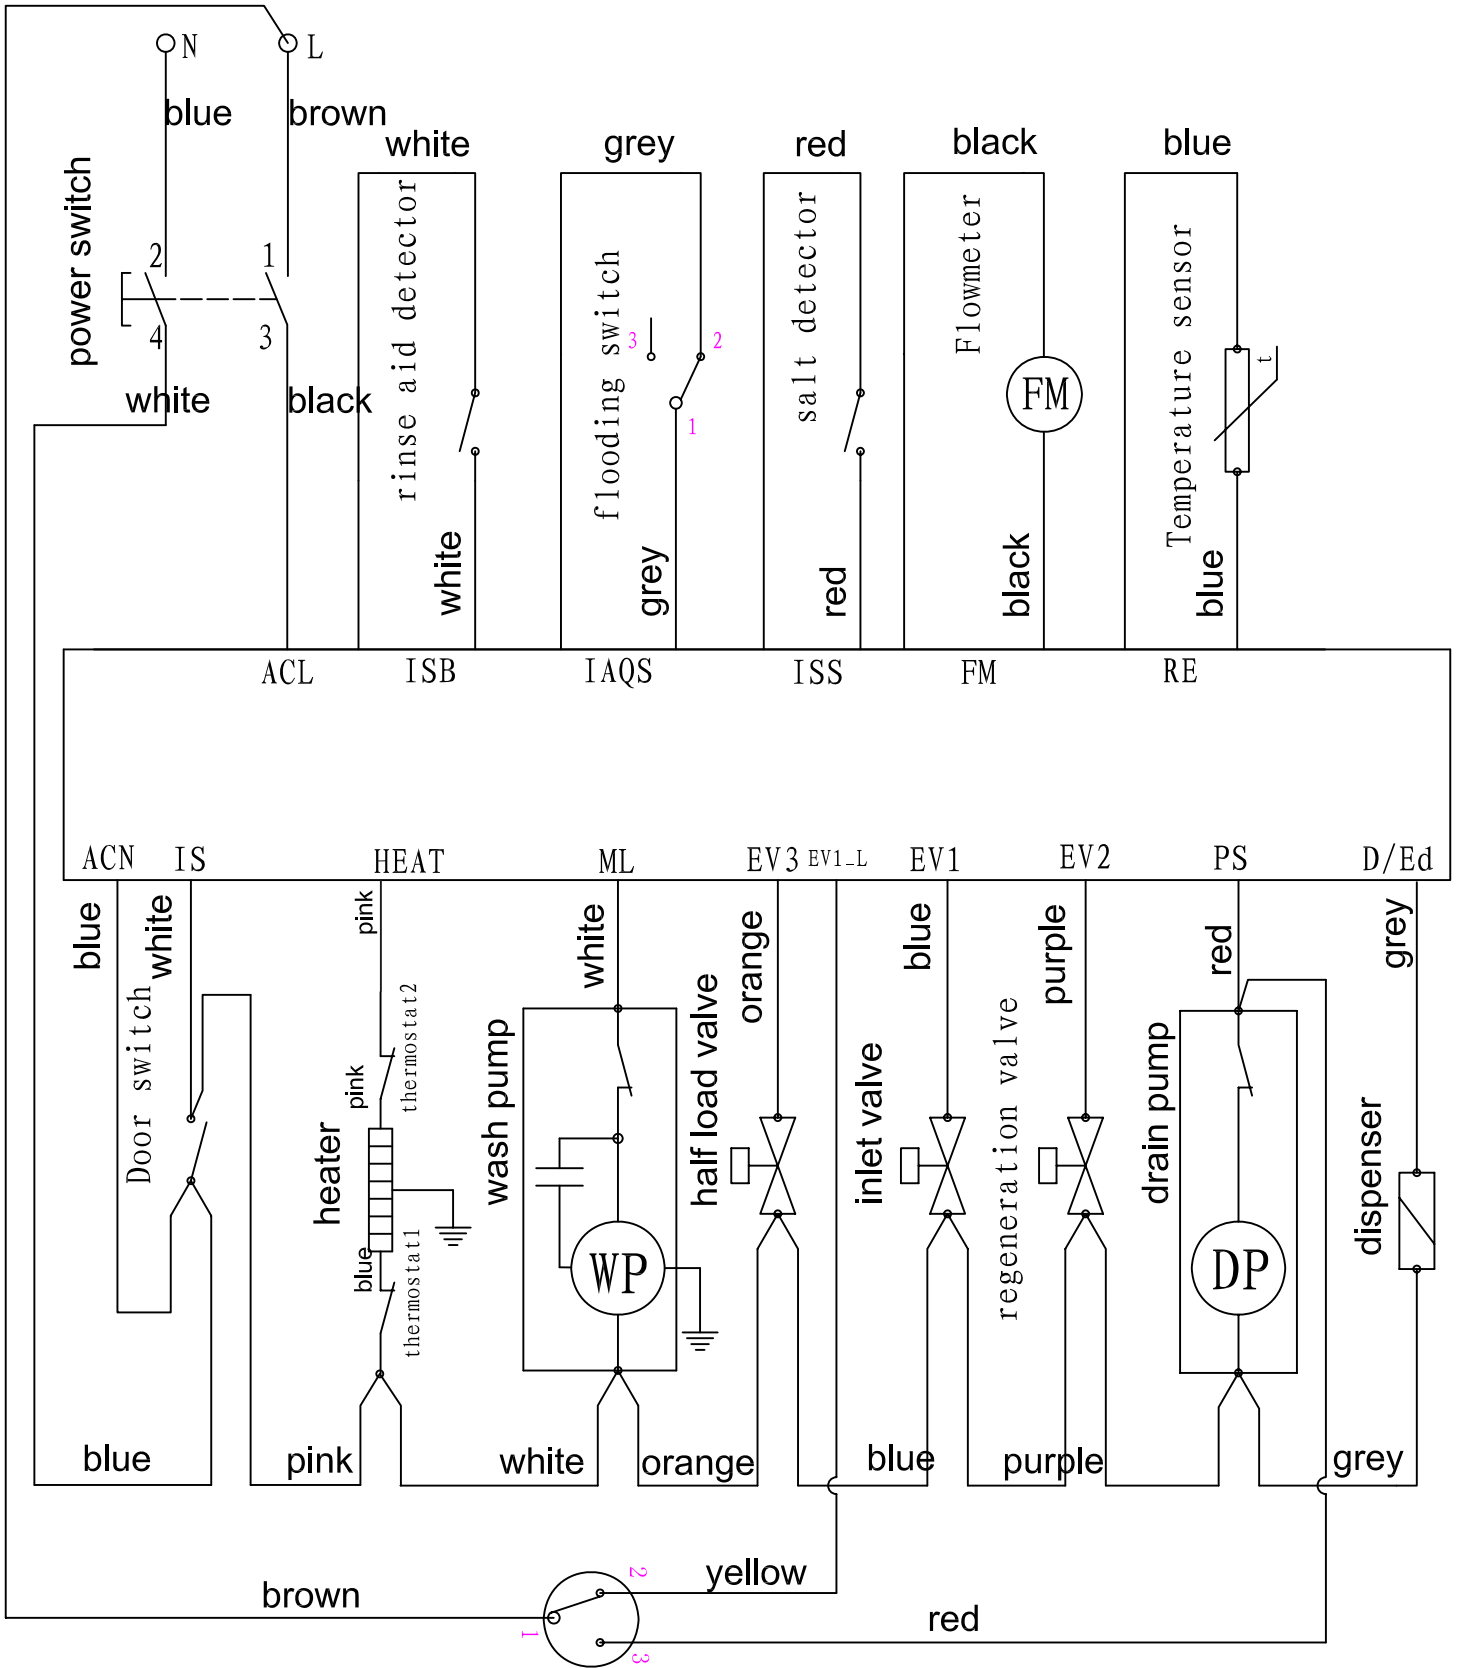 N
L
blue
brown
white
grey
red
black
blue
power switch
2
1
4
3
white
black
rinse aid detector
white
flooding switch
3
2
1
grey
salt detector
red
Flowmeter
FM
black
Temperature sensor
t
blue
ACL
ISB
IAQS
ISS
FM
RE
ACN
IS
HEAT
ML
EV3
EV1-L
EV1
EV2
PS
D/Ed
blue
white
pink
white
orange
blue
purple
red
grey
Door switch
thermostat2
pink
heater
blue
thermostat1
wash pump
WP
half load valve
inlet valve
regeneration valve
drain pump
DP
dispenser
blue
pink
white
orange
blue
purple
grey
brown
yellow
red
1
2
3